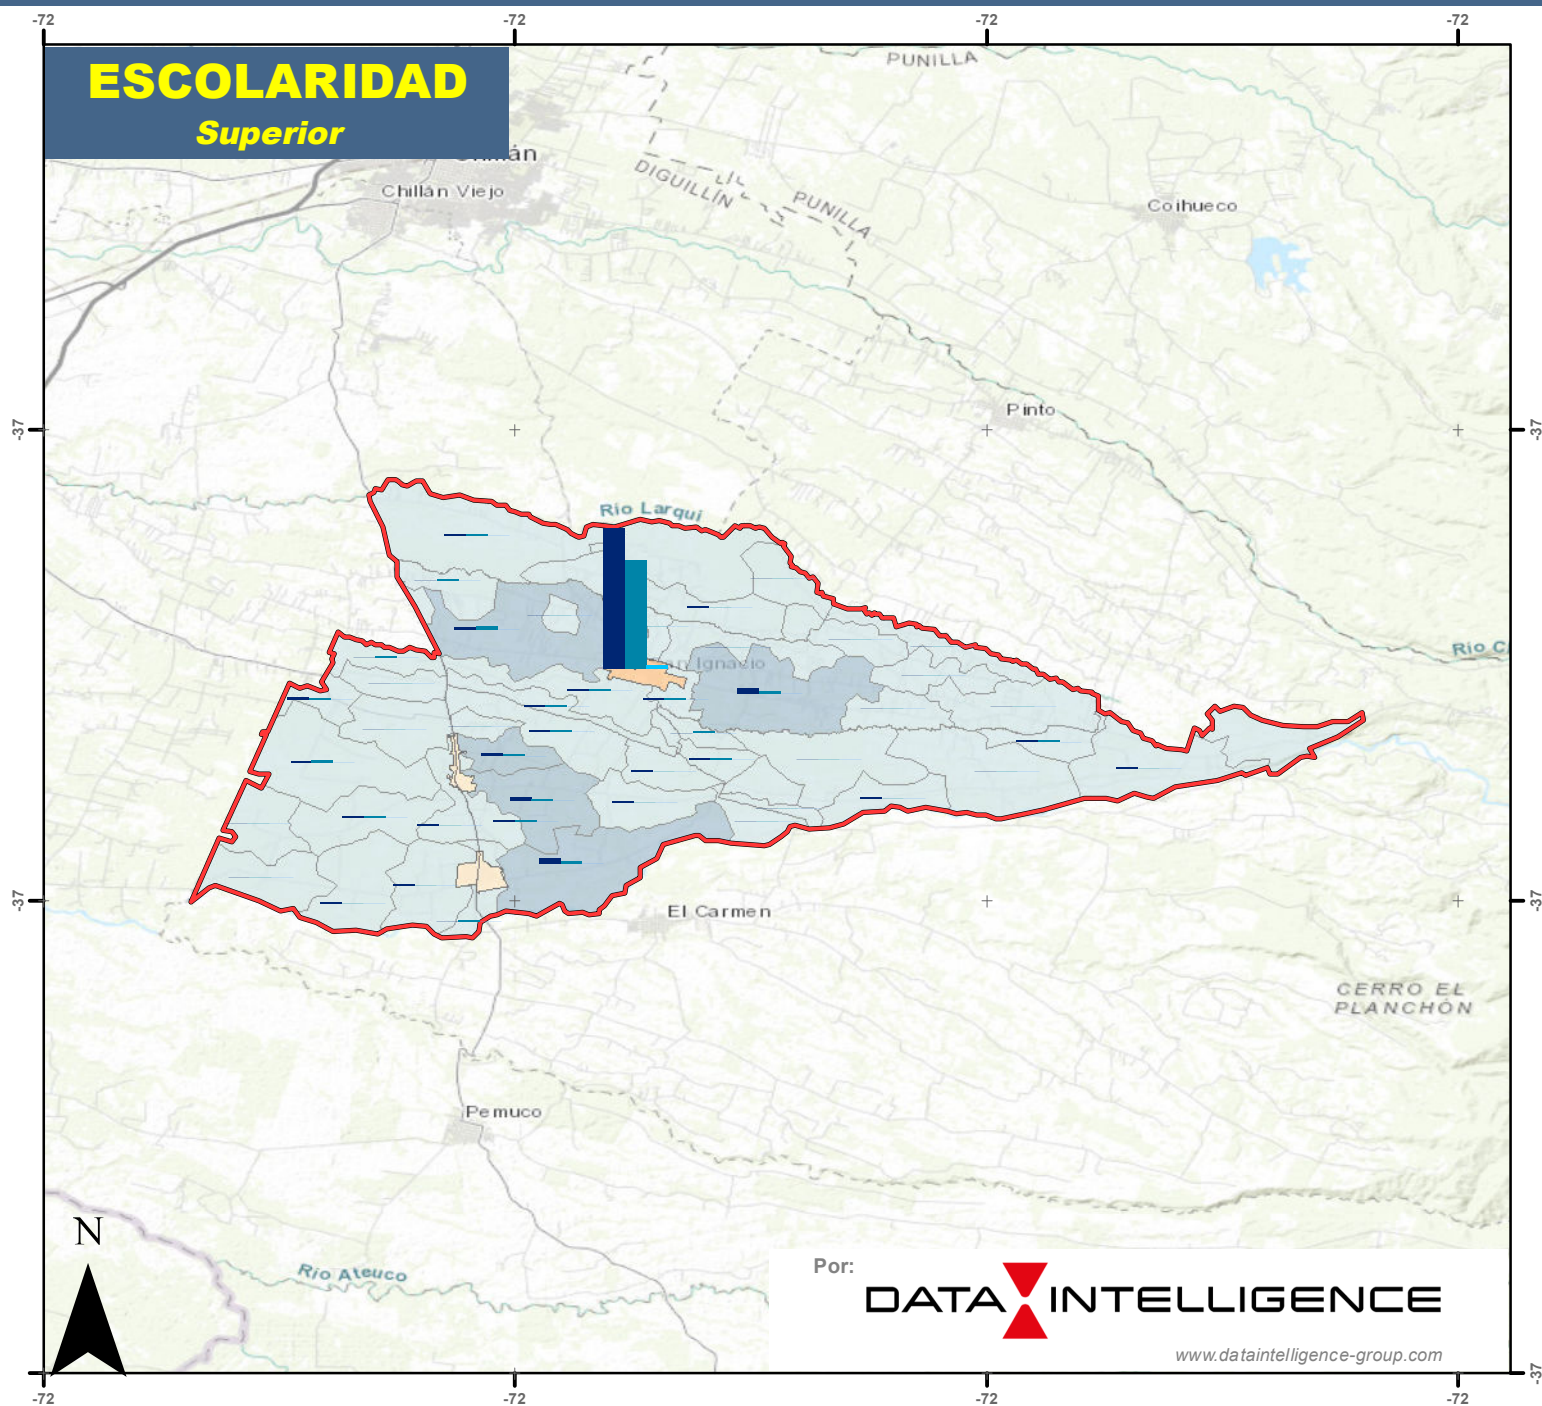 -72 -72 -72 -72
ESCOLARIDAD
Superior
PUNILLA
Chillán Viejo
DIGUILLÍN
PUNILLA
Coihueco
Pinto
-37 -37
Río Larqui
Río C
San Ignacio
-37 -37
El Carmen
CERRO EL
PLANCHÓN
Pemuco
N
Río Ateuco
Por:
DATA INTELLIGENCE
www.dataintelligence-group.com
-37
-72 -72 -72 -72